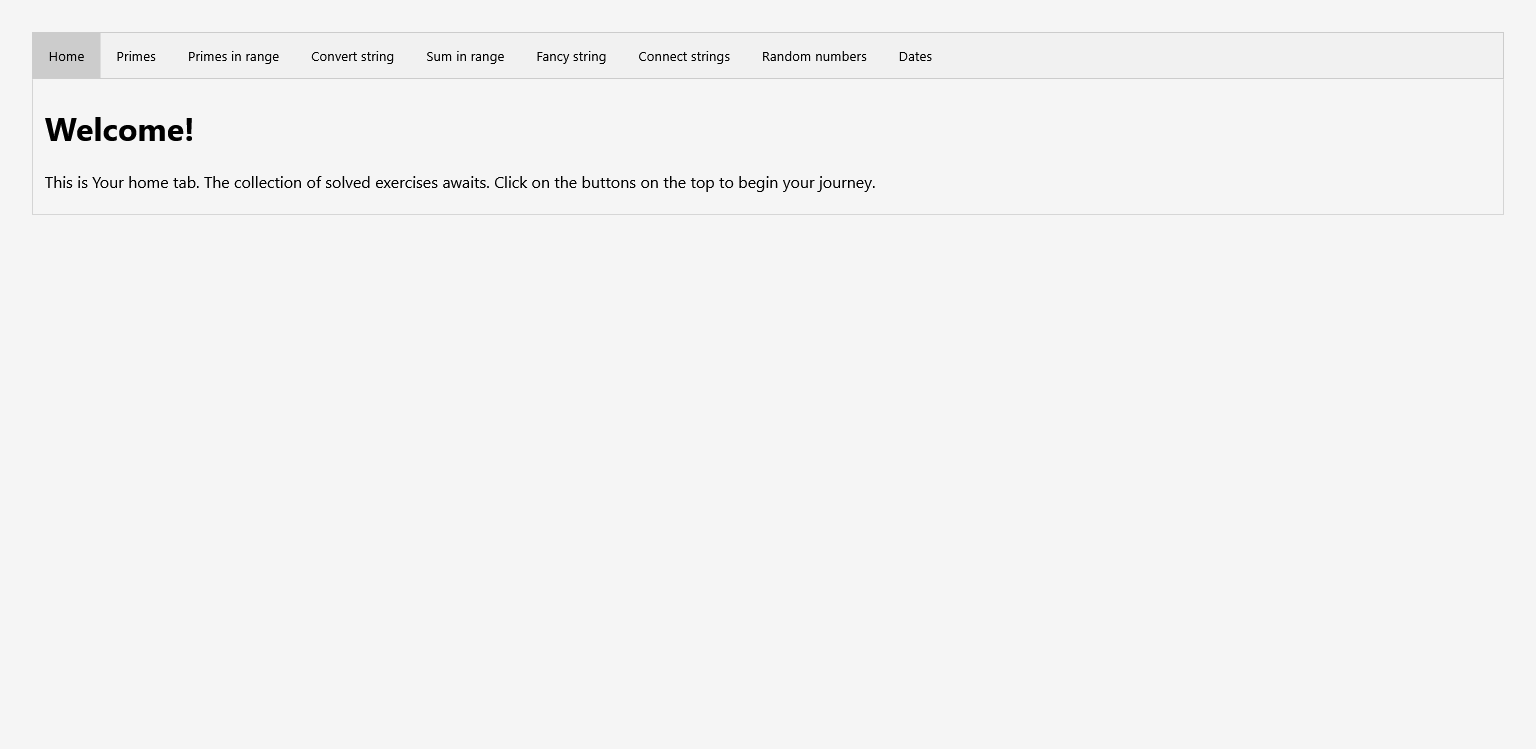 Home Primes Primes in range Convert string Sum in range Fancy string Connect strings Random numbers Dates
Welcome!
This is Your home tab. The collection of solved exercises awaits. Click on the buttons on the top to begin your journey.